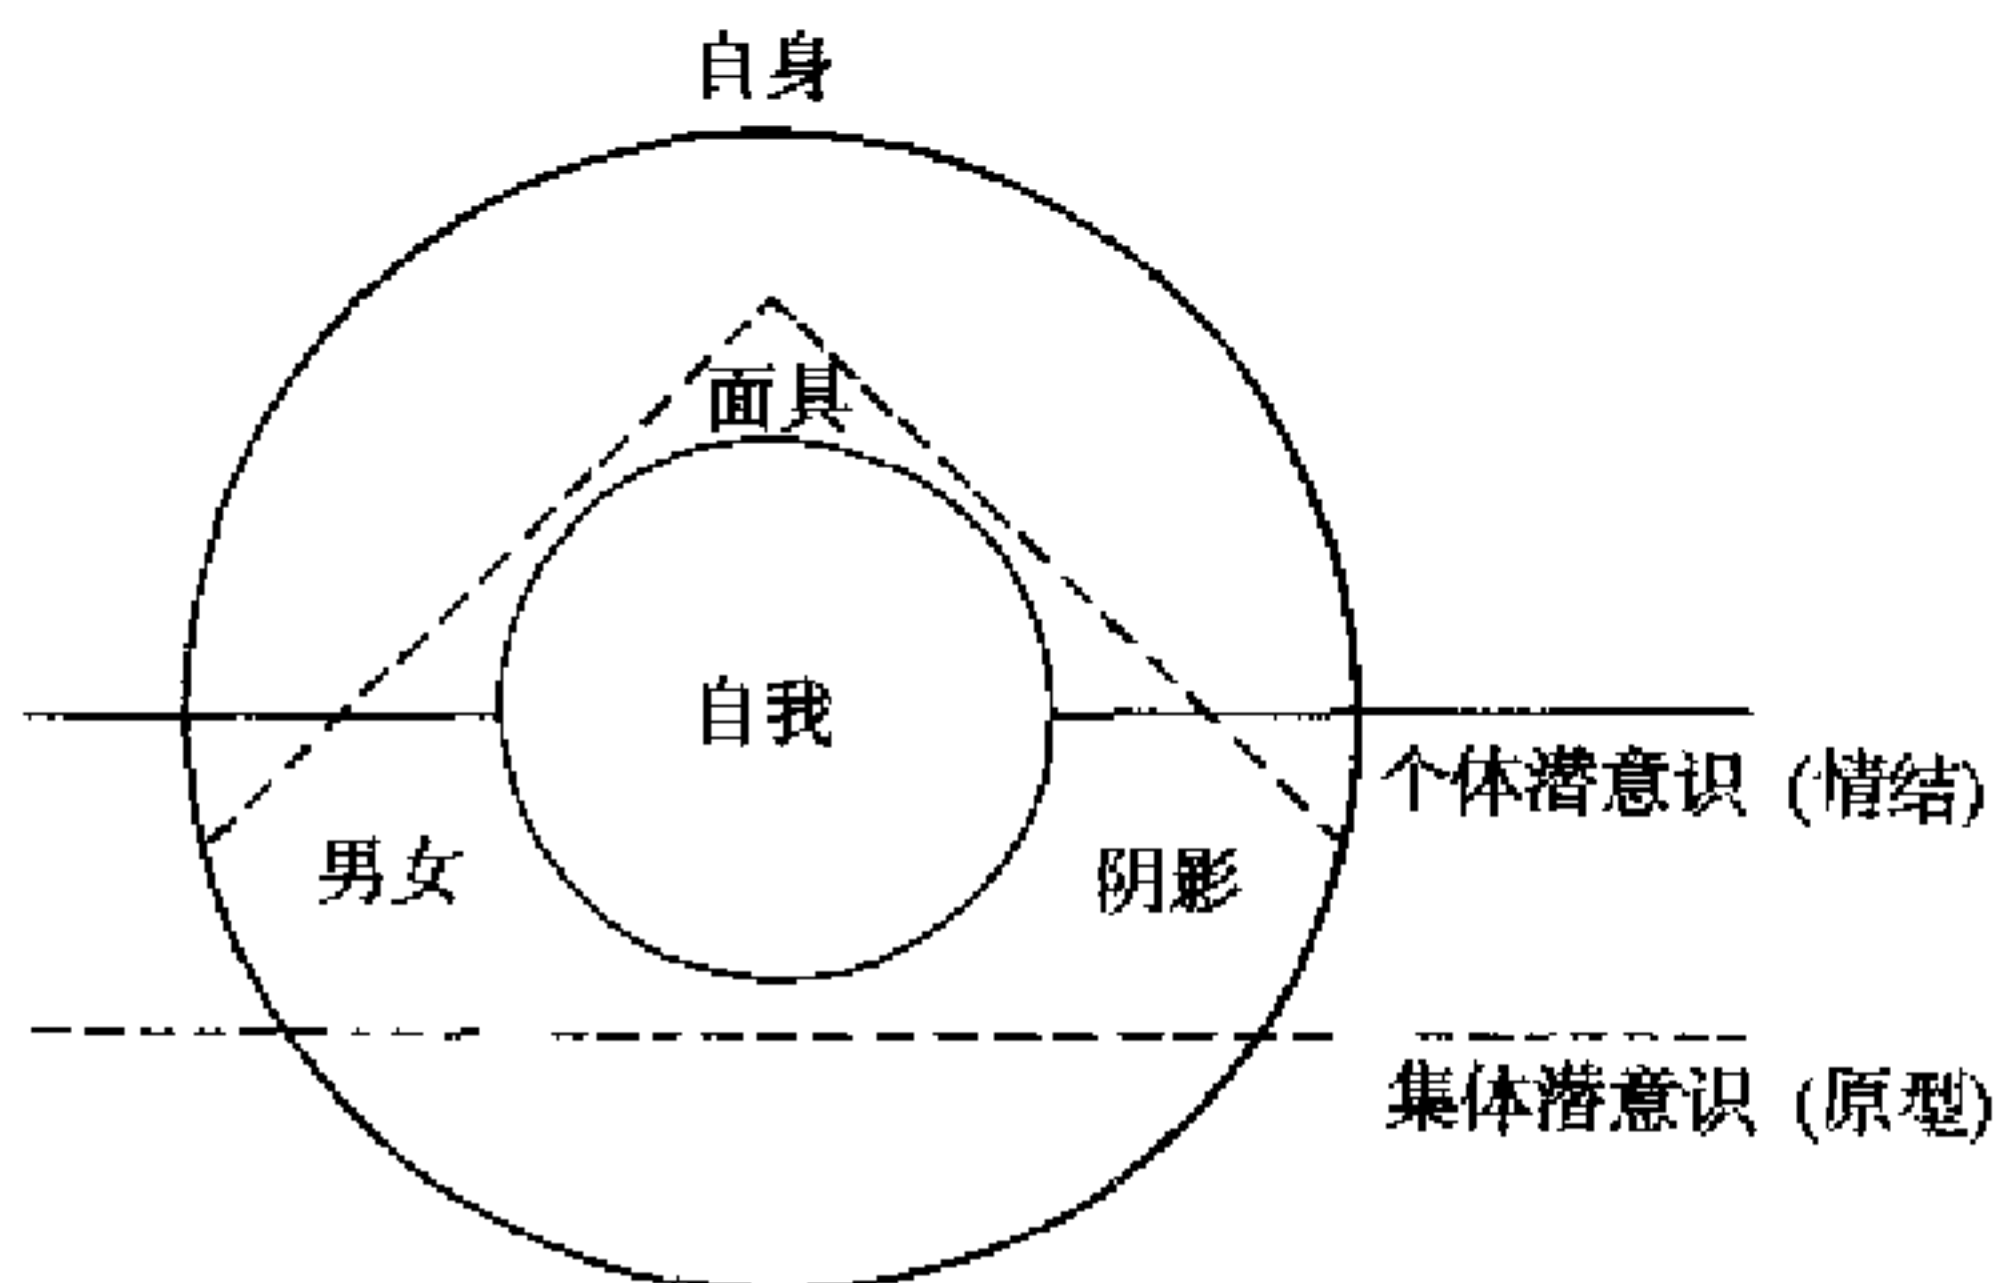 自身
面具
自我
个体潜意识 (情结)
男女
阴影
集体潜意识 (原型)